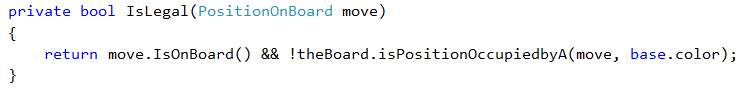 private bool IsLegal(PositionOnBoard move)
{
    return move.IsOnBoard() && !theBoard.isPositionOccupiedbyA(move, base.color);
}